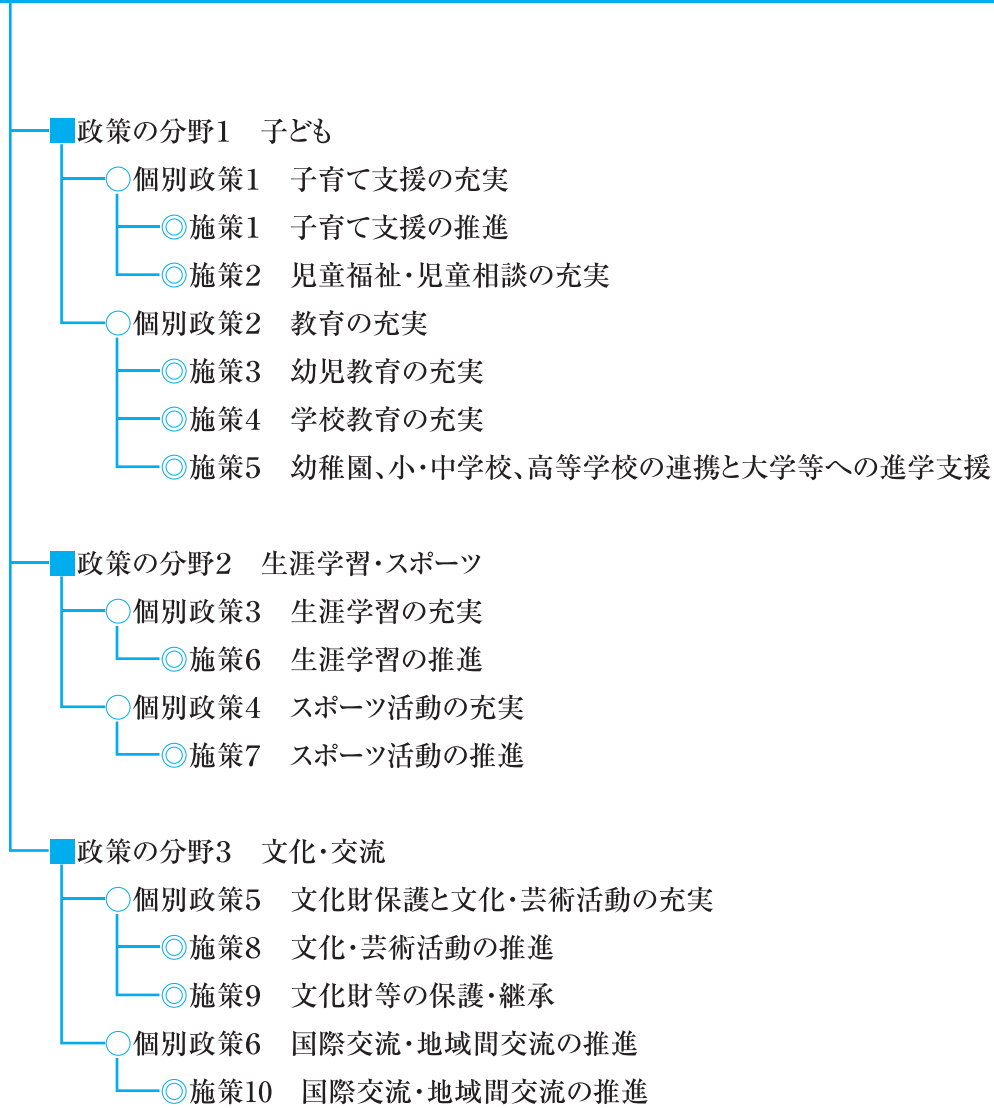 ■政策の分野1　子ども
○個別政策1　子育て支援の充実
◎施策1　子育て支援の推進
◎施策2　児童福祉・児童相談の充実
○個別政策2　教育の充実
◎施策3　幼児教育の充実
◎施策4　学校教育の充実
◎施策5　幼稚園、小・中学校、高等学校の連携と大学等への進学支援
■政策の分野2　生涯学習・スポーツ
○個別政策3　生涯学習の充実
◎施策6　生涯学習の推進
○個別政策4　スポーツ活動の充実
◎施策7　スポーツ活動の推進
■政策の分野3　文化・交流
○個別政策5　文化財保護と文化・芸術活動の充実
◎施策8　文化・芸術活動の推進
◎施策9　文化財等の保護・継承
○個別政策6　国際交流・地域間交流の推進
◎施策10　国際交流・地域間交流の推進